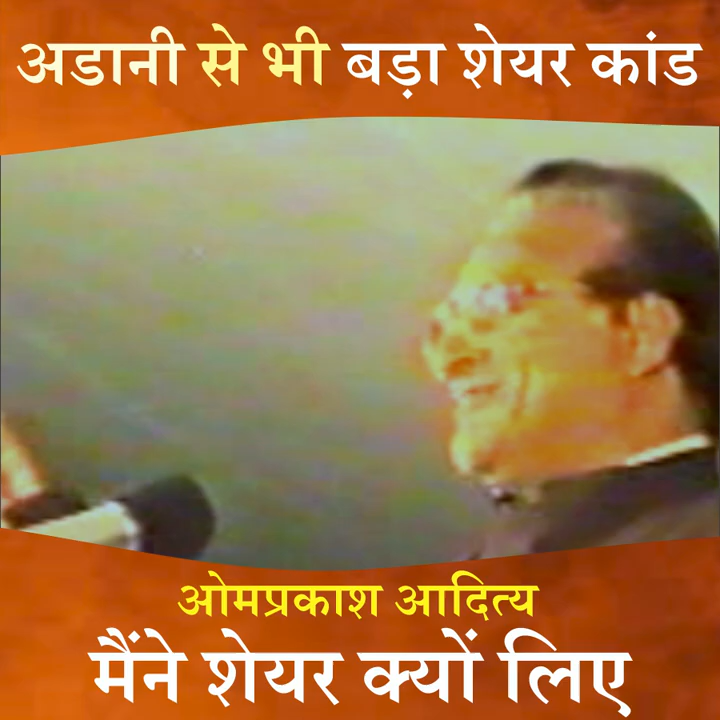 अडानी से भी बड़ा शेयर कांड
ओमप्रकाश आदित्य
मैंने शेयर क्यों लिए